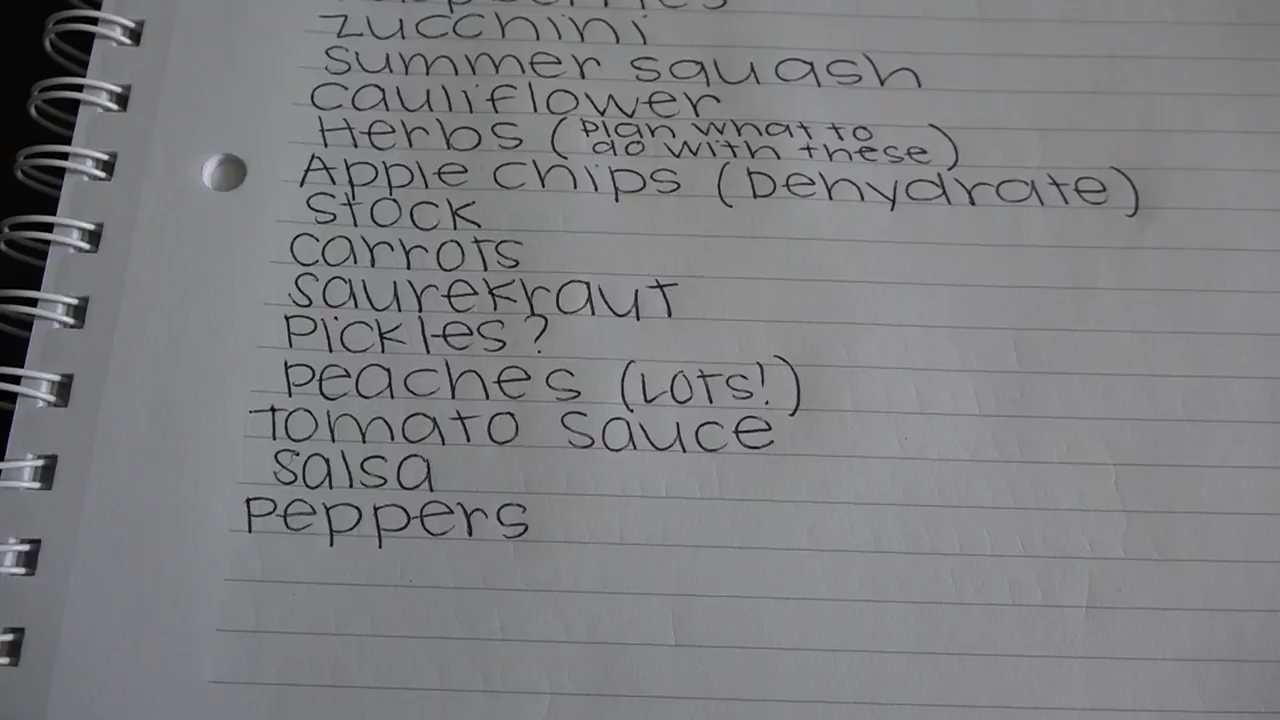 zucchini
summer squash
cauliflower
Herbs (Plan what to
do with these)
Apple chips (Dehydrate)
Stock
carrots
saurekraut
Pickles?
peaches (LOTS!)
Tomato sauce
salsa
peppers